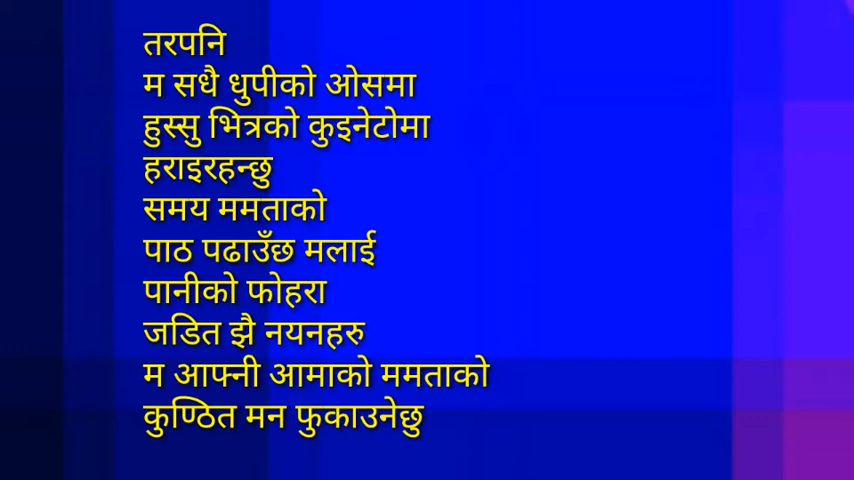 तरपनि
म सधै धुपीको ओसमा
हुस्सु भित्रको कुइनेटोमा
हराइरहन्छु
समय ममताको
पाठ पढाउँछ मलाई
पानीको फोहरा
जडित झै नयनहरु
म आफ्नी आमाको ममताको
कुण्ठित मन फुकाउनेछु